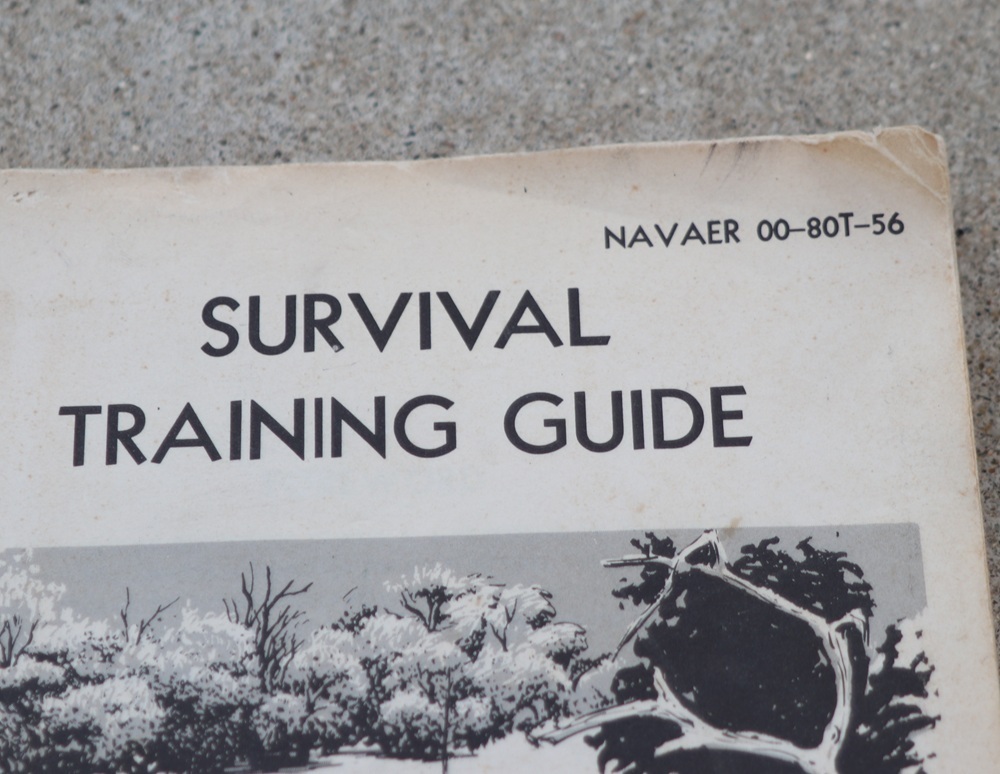 NAVAER 00-80T-56
SURVIVAL
TRAINING GUIDE